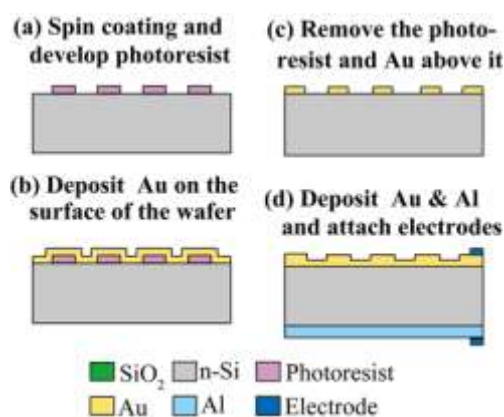 (a) Spin coating and
develop photoresist
(c) Remove the photo-
resist and Au above it
(b) Deposit Au on the
surface of the wafer
(d) Deposit Au & Al
and attach electrodes
SiO2 n-Si Photoresist
Au Al Electrode